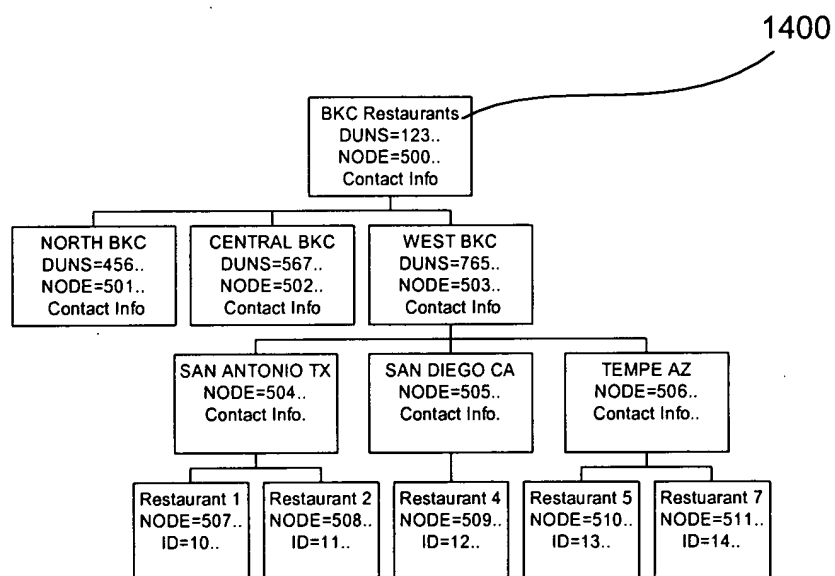 1400
BKC Restaurants
DUNS=123..
NODE=500..
Contact Info
NORTH BKC
DUNS=456..
NODE=501..
Contact Info
CENTRAL BKC
DUNS=567..
NODE=502..
Contact Info
WEST BKC
DUNS=765..
NODE=503..
Contact Info
SAN ANTONIO TX
NODE=504..
Contact Info.
SAN DIEGO CA
NODE=505..
Contact Info.
TEMPE AZ
NODE=506..
Contact Info..
Restaurant 1
NODE=507..
ID=10..
Restaurant 2
NODE=508..
ID=11..
Restaurant 4
NODE=509..
ID=12..
Restaurant 5
NODE=510..
ID=13..
Restuarant 7
NODE=511..
ID=14..